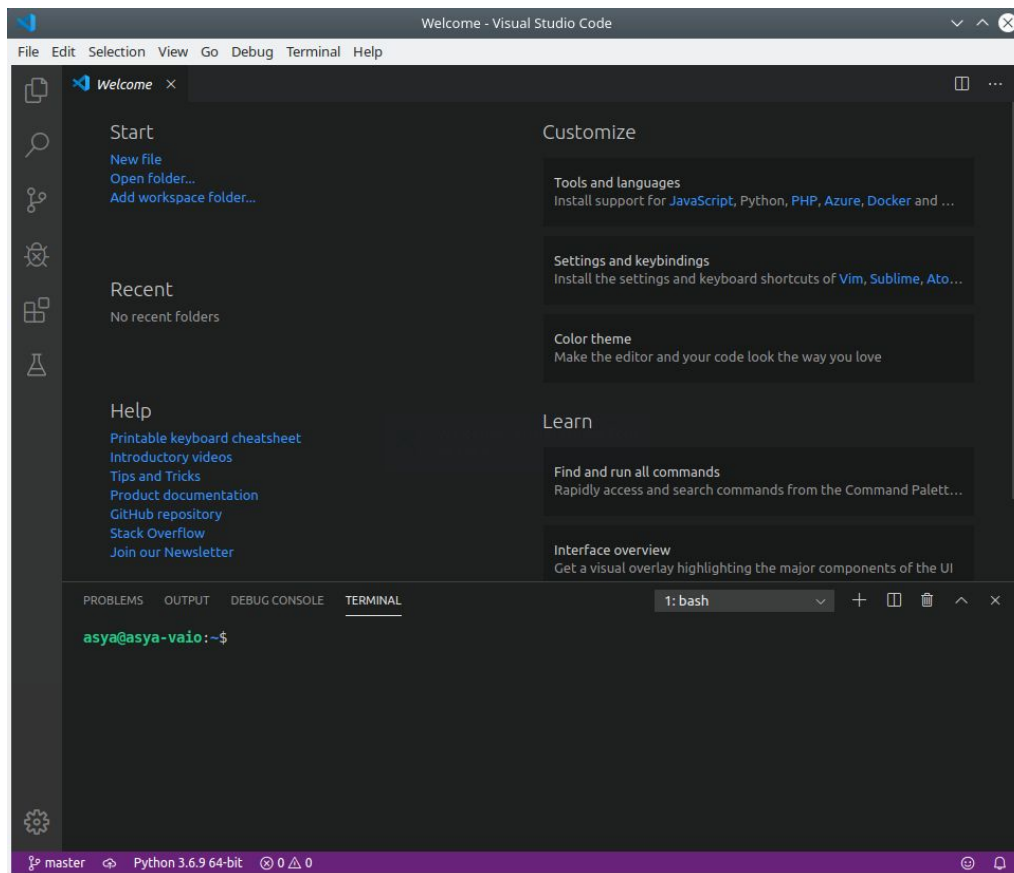 Welcome - Visual Studio Code
File Edit Selection View Go Debug Terminal Help
Welcome
Start
New file
Open folder...
Add workspace folder...
Recent
No recent folders
Help
Printable keyboard cheatsheet
Introductory videos
Tips and Tricks
Product documentation
GitHub repository
Stack Overflow
Join our Newsletter
Customize
Tools and languages
Install support for JavaScript, Python, PHP, Azure, Docker and ...
Settings and keybindings
Install the settings and keyboard shortcuts of Vim, Sublime, Ato...
Color theme
Make the editor and your code look the way you love
Learn
Find and run all commands
Rapidly access and search commands from the Command Palett...
Interface overview
Get a visual overlay highlighting the major components of the UI
PROBLEMS OUTPUT DEBUG CONSOLE TERMINAL 1: bash
asya@asya-vaio:~$
master Python 3.6.9 64-bit 0 0